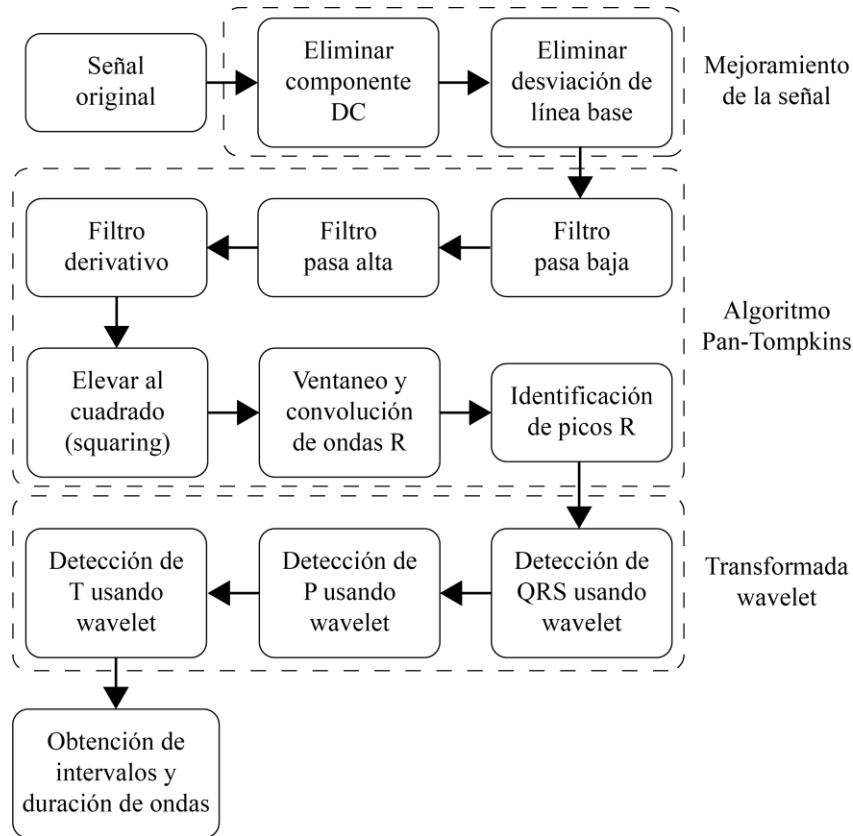 Señal
original
Eliminar
componente
DC
Eliminar
desviación de
línea base
Mejoramiento
de la señal
Filtro
derivativo
Filtro
pasa alta
Filtro
pasa baja
Algoritmo
Pan-Tompkins
Elevar al
cuadrado
(squaring)
Ventaneo y
convolución
de ondas R
Identificación
de picos R
Detección de
T usando
wavelet
Detección de
P usando
wavelet
Detección de
QRS usando
wavelet
Transformada
wavelet
Obtención de
intervalos y
duración de ondas